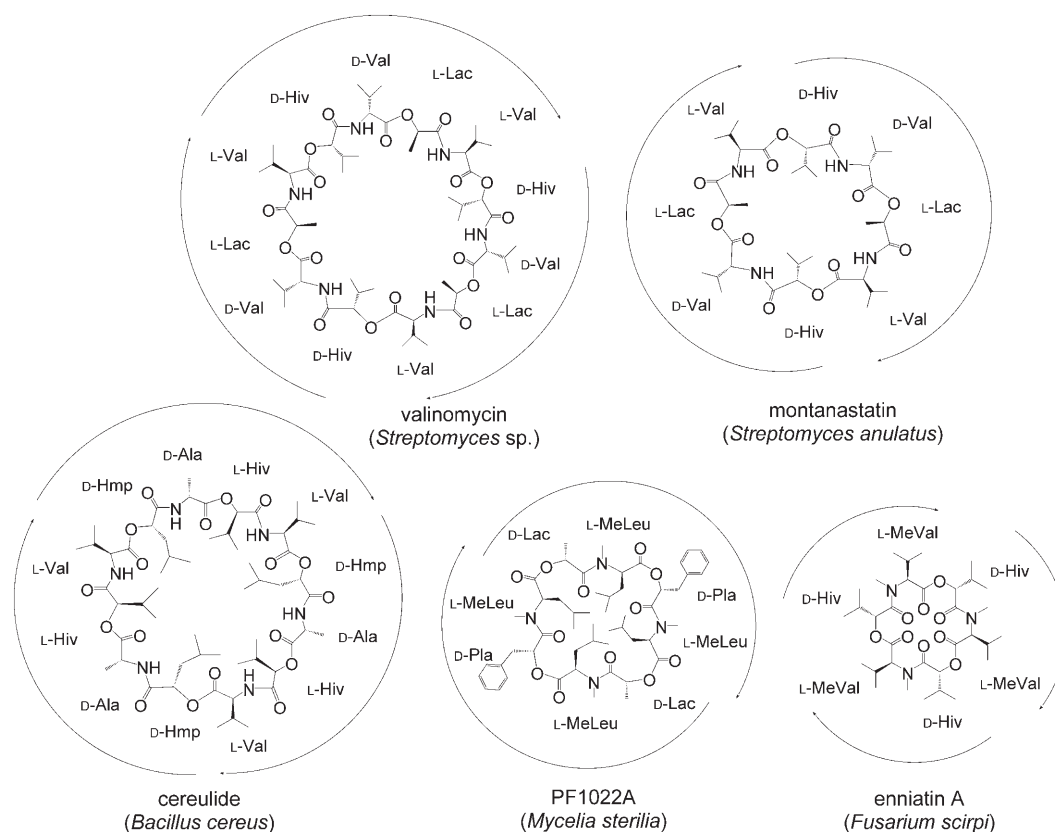 D-Val
L-Lac
D-Hiv
L-Val
L-Val
D-Hiv
L-Lac
D-Val
D-Val
L-Lac
D-Hiv
L-Val
valinomycin
(Streptomyces sp.)
D-Hiv
L-Val
D-Val
L-Lac
L-Lac
D-Val
L-Val
D-Hiv
montanastatin
(Streptomyces anulatus)
D-Ala
L-Hiv
D-Hmp
L-Val
L-Val
D-Hmp
L-Hiv
D-Ala
D-Ala
L-Hiv
D-Hmp
L-Val
cereulide
(Bacillus cereus)
L-MeLeu
D-Lac
D-Pla
L-MeLeu
L-MeLeu
D-Pla
D-Lac
L-MeLeu
PF1022A
(Mycelia sterilia)
L-MeVal
D-Hiv
D-Hiv
L-MeVal
L-MeVal
D-Hiv
enniatin A
(Fusarium scirpi)